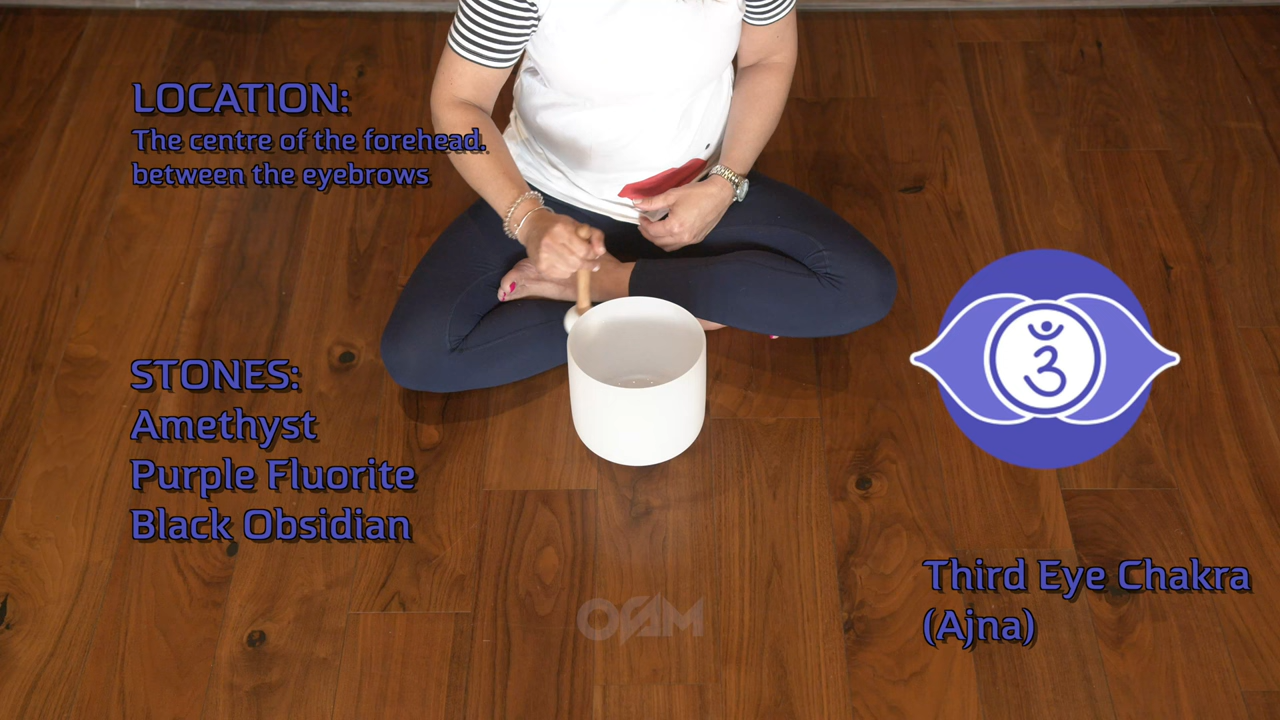 LOCATION:
The centre of the forehead,
between the eyebrows
STONES:
Amethyst
Purple Fluorite
Black Obsidian
Third Eye Chakra
(Ajna)